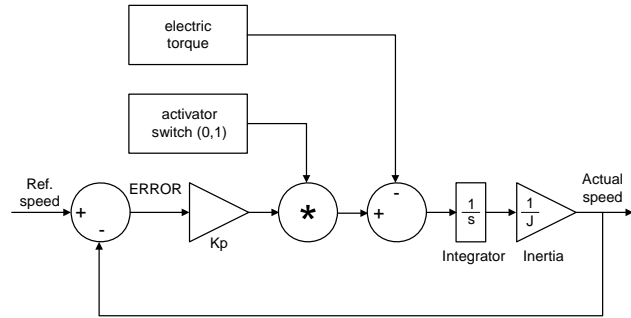 electric
torque
activator
switch (0,1)
Ref.
speed
ERROR
Actual
speed
+
-
Kp
*
+
-
1
s
1
J
Integrator
Inertia